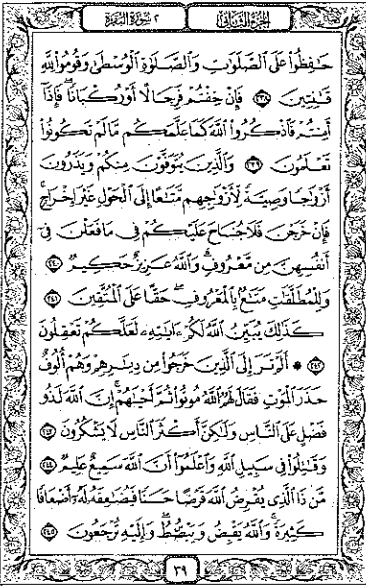 الجزء الثاني
٢ سورة البقرة
حَٰفِظُوا۟ عَلَى ٱلصَّلَوَٰتِ وَٱلصَّلَوٰةِ ٱلْوُسْطَىٰ وَقُومُوا۟ لِلَّهِ
قَٰنِتِينَ ٢٣٨ فَإِنْ خِفْتُمْ فَرِجَالًا أَوْ رُكْبَانًا ۖ فَإِذَآ
أَمِنتُمْ فَٱذْكُرُوا۟ ٱللَّهَ كَمَا عَلَّمَكُم مَّا لَمْ تَكُونُوا۟
تَعْلَمُونَ ٢٣٩ وَٱلَّذِينَ يُتَوَفَّوْنَ مِنكُمْ وَيَذَرُونَ
أَزْوَٰجًا وَصِيَّةً لِّأَزْوَٰجِهِم مَّتَٰعًا إِلَى ٱلْحَوْلِ غَيْرَ إِخْرَاجٍ ۚ
فَإِنْ خَرَجْنَ فَلَا جُنَاحَ عَلَيْكُمْ فِى مَا فَعَلْنَ فِىٓ
أَنفُسِهِنَّ مِن مَّعْرُوفٍ ۗ وَٱللَّهُ عَزِيزٌ حَكِيمٌ ٢٤٠
وَلِلْمُطَلَّقَٰتِ مَتَٰعٌۢ بِٱلْمَعْرُوفِ ۖ حَقًّا عَلَى ٱلْمُتَّقِينَ ٢٤١
كَذَٰلِكَ يُبَيِّنُ ٱللَّهُ لَكُمْ ءَايَٰتِهِۦ لَعَلَّكُمْ تَعْقِلُونَ
٢٤٢ ۞ أَلَمْ تَرَ إِلَى ٱلَّذِينَ خَرَجُوا۟ مِن دِيَٰرِهِمْ وَهُمْ أُلُوفٌ
حَذَرَ ٱلْمَوْتِ فَقَالَ لَهُمُ ٱللَّهُ مُوتُوا۟ ثُمَّ أَحْيَٰهُمْ ۚ إِنَّ ٱللَّهَ لَذُو
فَضْلٍ عَلَى ٱلنَّاسِ وَلَٰكِنَّ أَكْثَرَ ٱلنَّاسِ لَا يَشْكُرُونَ ٢٤٣
وَقَٰتِلُوا۟ فِى سَبِيلِ ٱللَّهِ وَٱعْلَمُوٓا۟ أَنَّ ٱللَّهَ سَمِيعٌ عَلِيمٌ ٢٤٤
مَّن ذَا ٱلَّذِى يُقْرِضُ ٱللَّهَ قَرْضًا حَسَنًا فَيُضَٰعِفَهُۥ لَهُۥٓ أَضْعَافًا
كَثِيرَةً ۚ وَٱللَّهُ يَقْبِضُ وَيَبْصُۜطُ وَإِلَيْهِ تُرْجَعُونَ ٢٤٥
٣٩